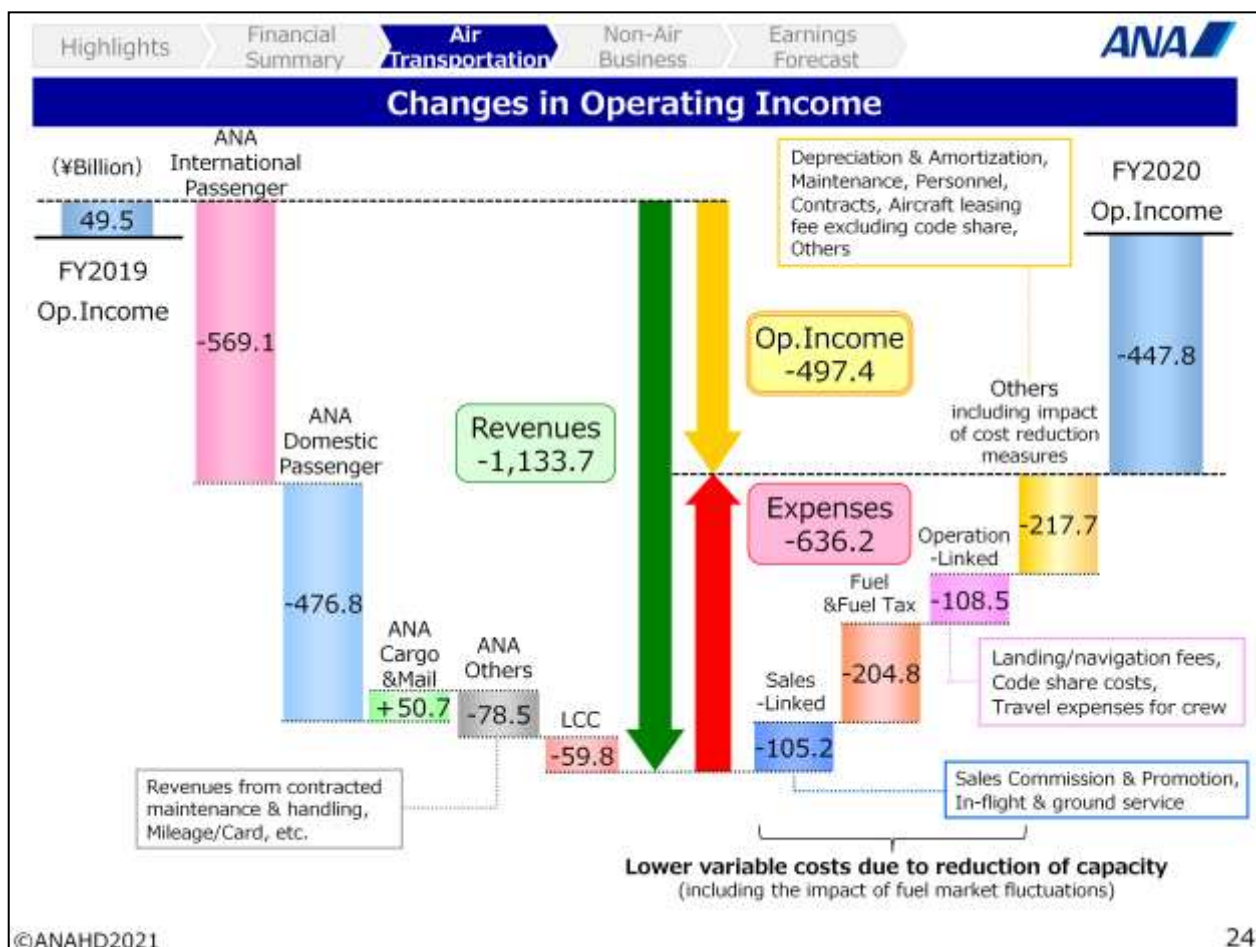 Highlights
Financial
Summary
Air
Transportation
Non-Air
Business
Earnings
Forecast
ANA
Changes in Operating Income
(¥Billion)
49.5
FY2019
Op.Income
ANA
International
Passenger
-569.1
ANA
Domestic
Passenger
-476.8
ANA
Cargo
&Mail
+50.7
ANA
Others
-78.5
LCC
-59.8
Revenues from contracted
maintenance & handling,
Mileage/Card, etc.
Revenues
-1,133.7
Op.Income
-497.4
Expenses
-636.2
Depreciation & Amortization,
Maintenance, Personnel,
Contracts, Aircraft leasing
fee excluding code share,
Others
Sales
-Linked
-105.2
Fuel
&Fuel Tax
-204.8
Operation
-Linked
-108.5
Others
including impact
of cost reduction
measures
-217.7
FY2020
Op.Income
-447.8
Landing/navigation fees,
Code share costs,
Travel expenses for crew
Sales Commission & Promotion,
In-flight & ground service
Lower variable costs due to reduction of capacity
(including the impact of fuel market fluctuations)
©ANAHD2021
24